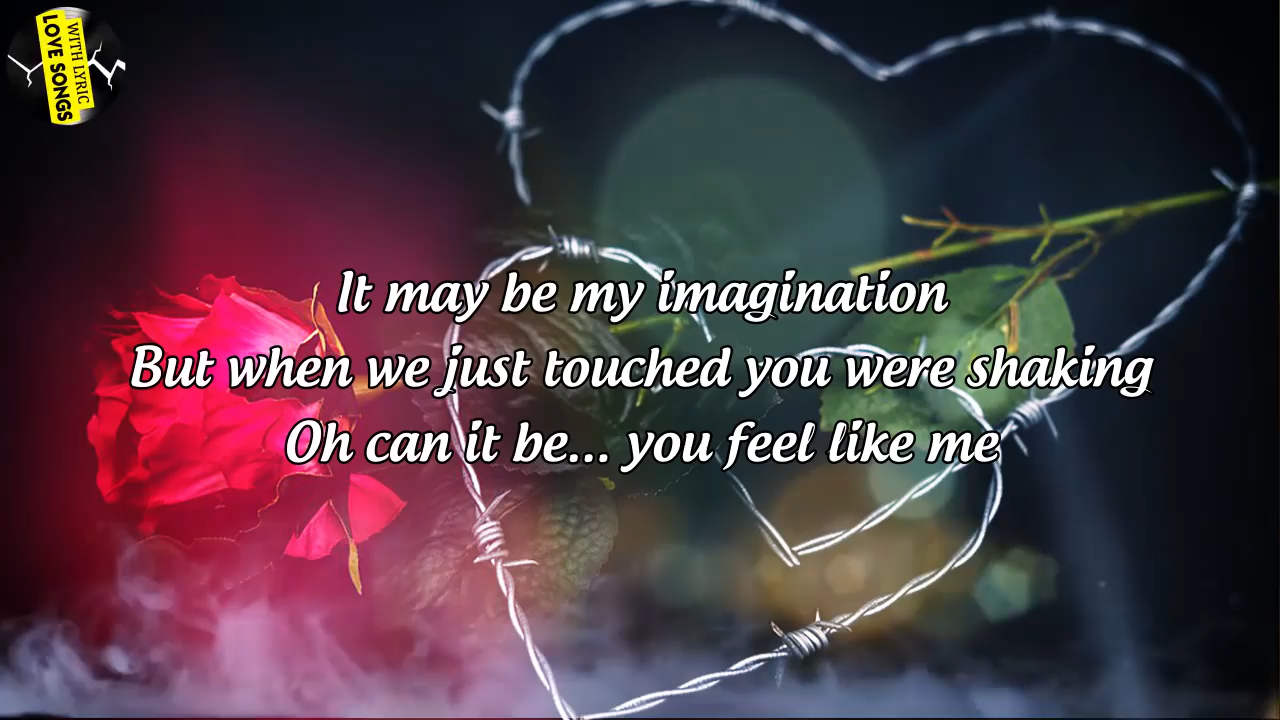 WITH LYRIC
LOVE SONGS
It may be my imagination
But when we just touched you were shaking
Oh can it be... you feel like me